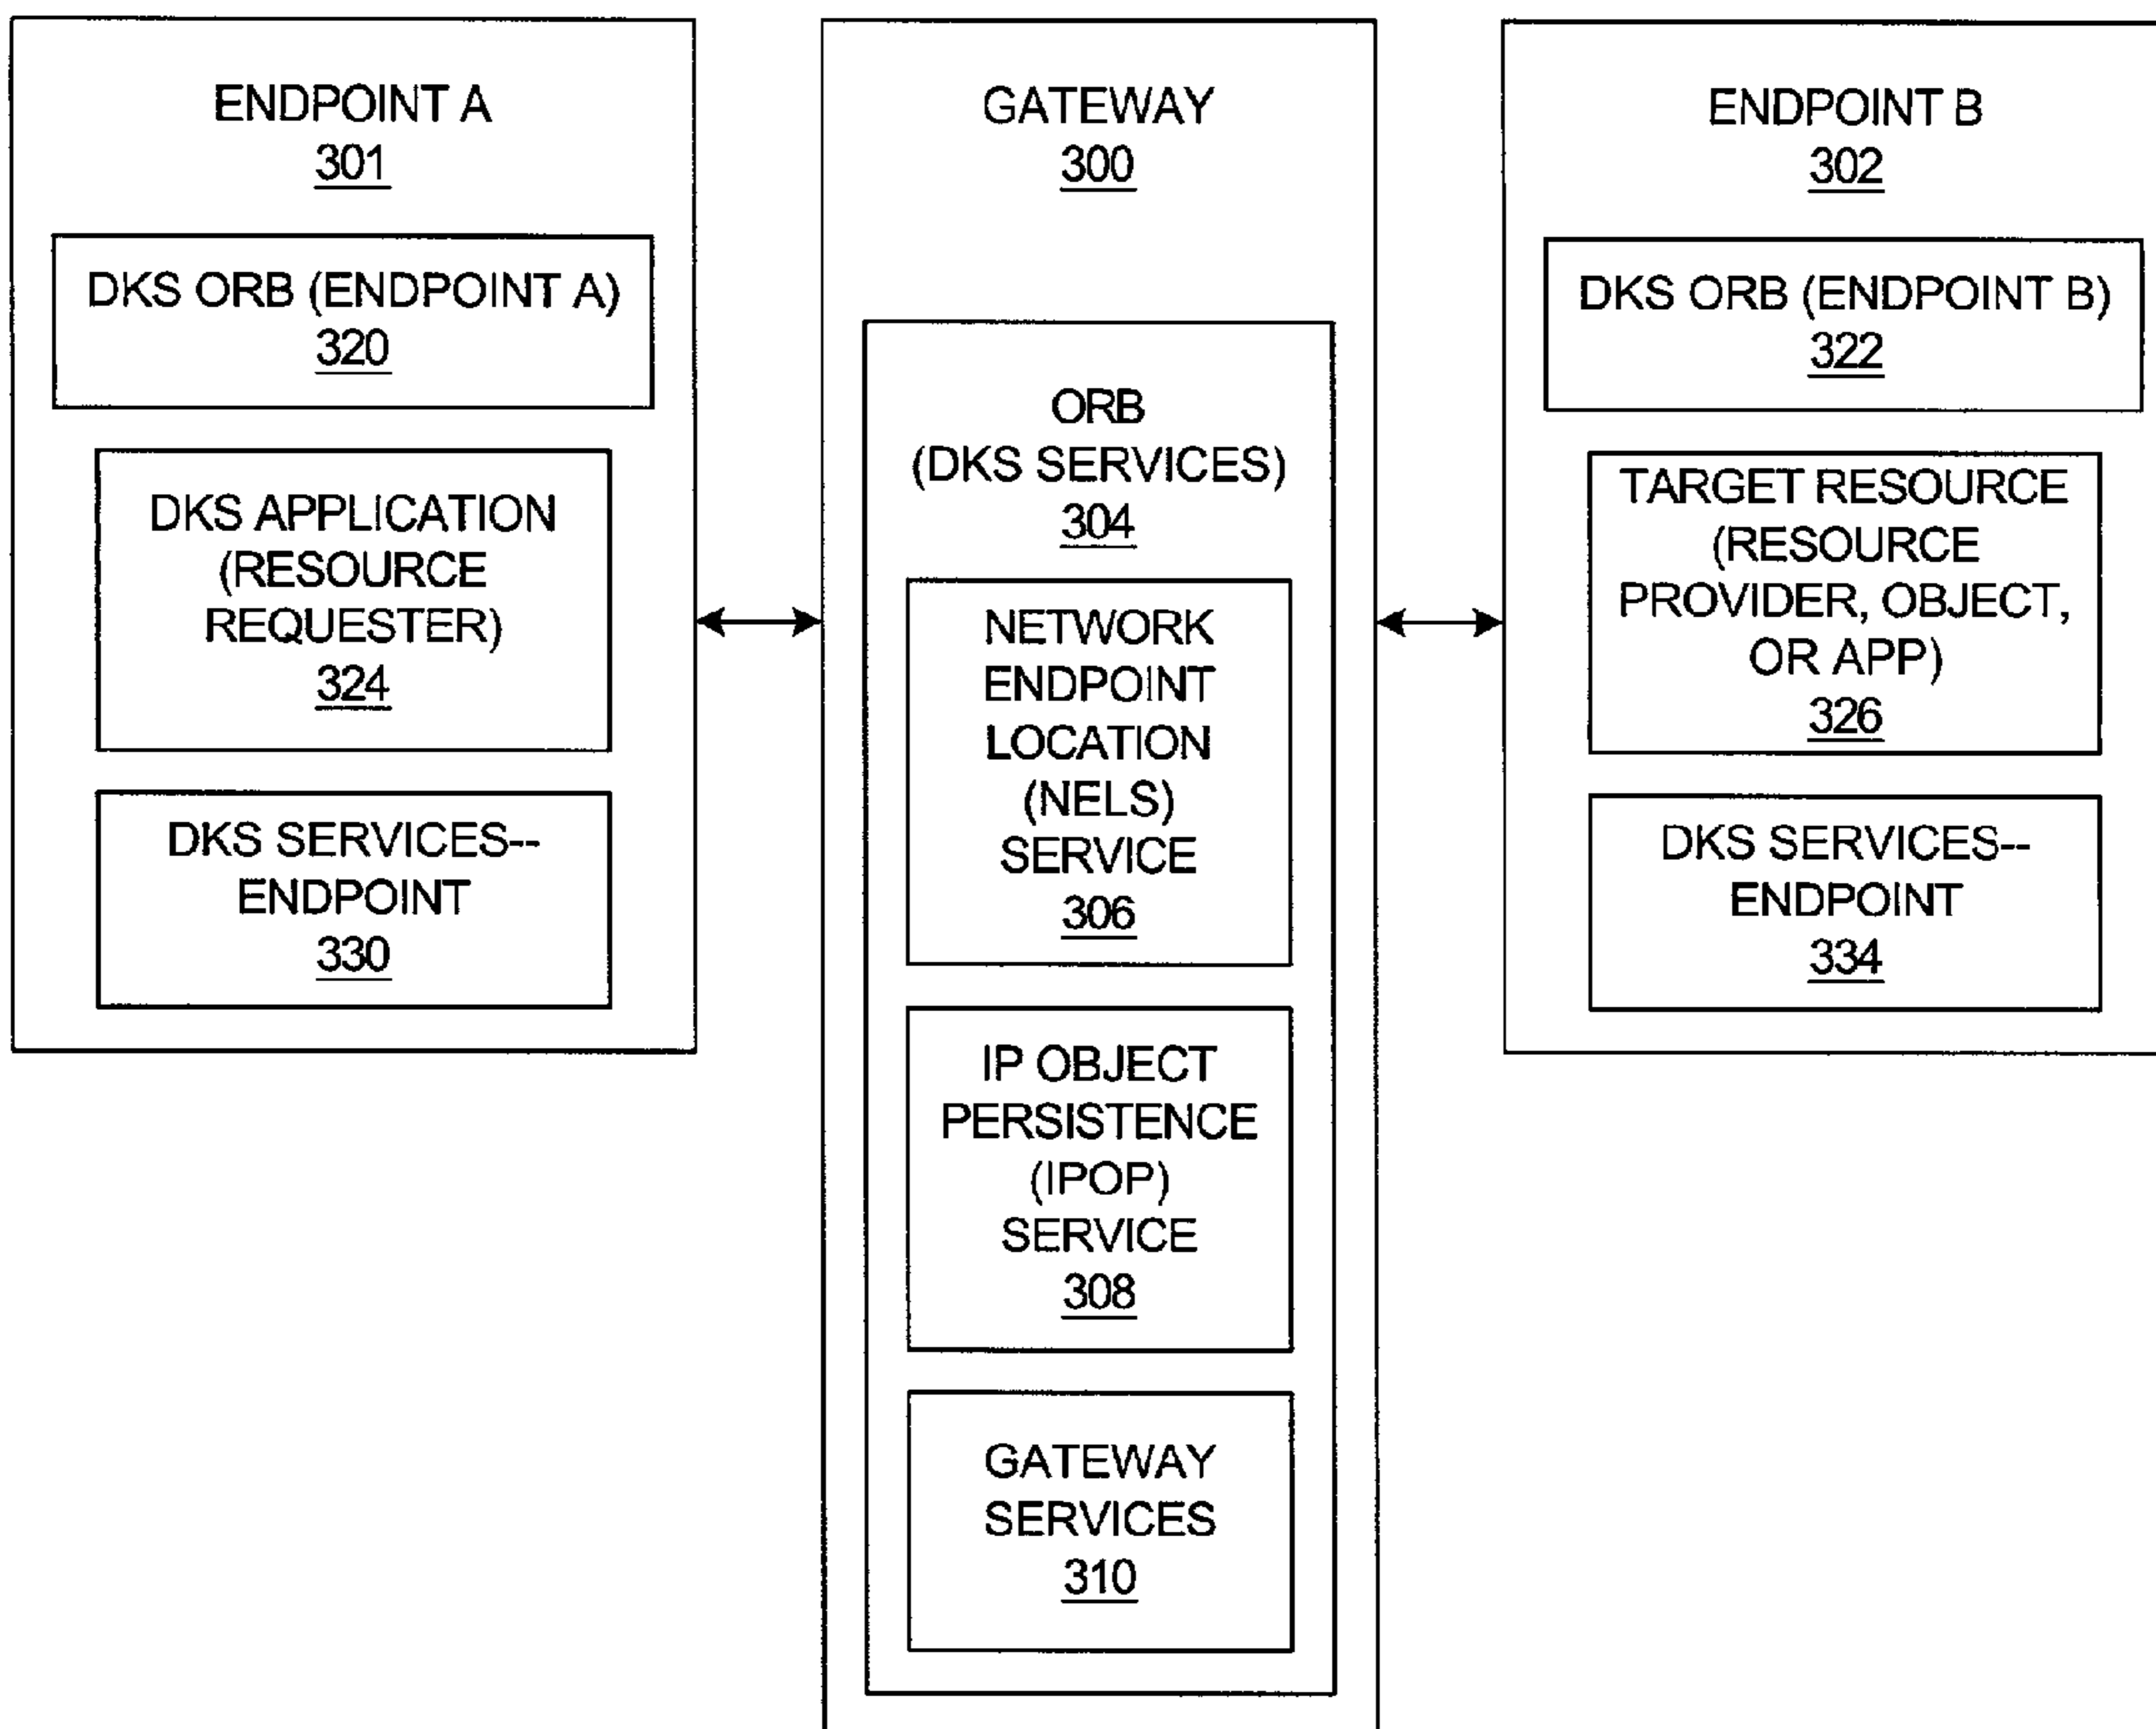 ENDPOINT A
301
DKS ORB (ENDPOINT A)
320
DKS APPLICATION
(RESOURCE
REQUESTER)
324
DKS SERVICES--
ENDPOINT
330
GATEWAY
300
ORB
(DKS SERVICES)
304
NETWORK
ENDPOINT
LOCATION
(NELS)
SERVICE
306
IP OBJECT
PERSISTENCE
(IPOP)
SERVICE
308
GATEWAY
SERVICES
310
ENDPOINT B
302
DKS ORB (ENDPOINT B)
322
TARGET RESOURCE
(RESOURCE
PROVIDER, OBJECT,
OR APP)
326
DKS SERVICES--
ENDPOINT
334